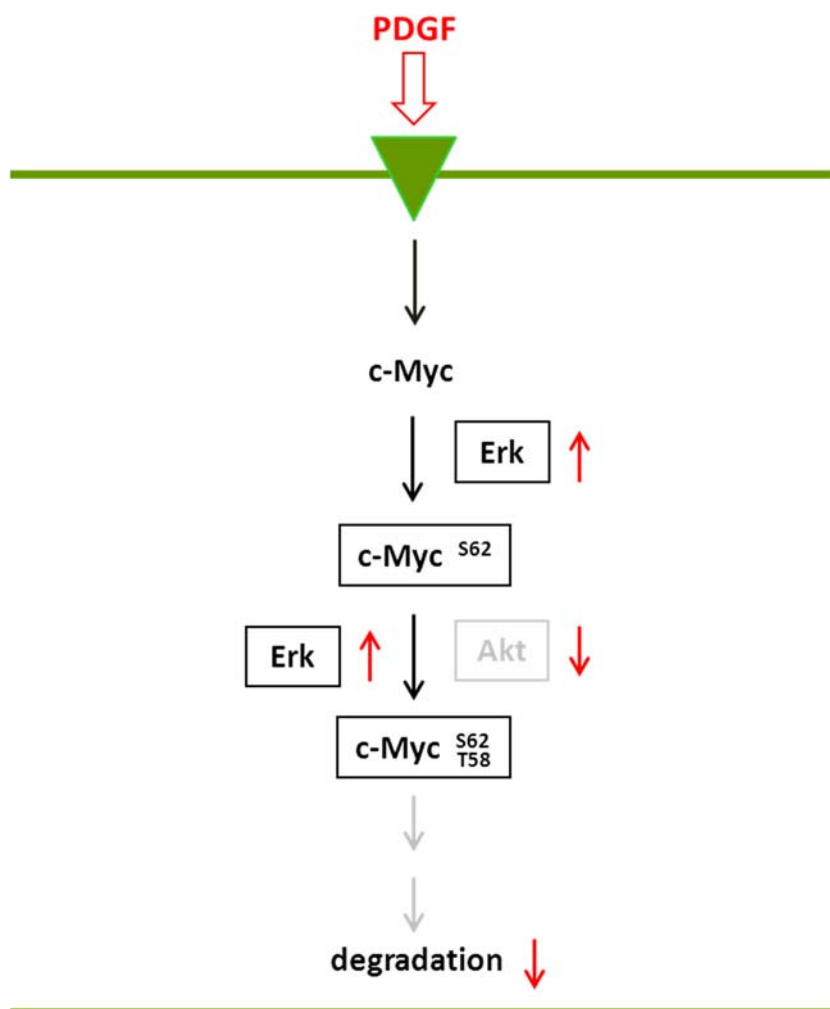 PDGF
c-Myc
Erk
c-Myc S62
Erk
Akt
c-Myc S62
T58
degradation